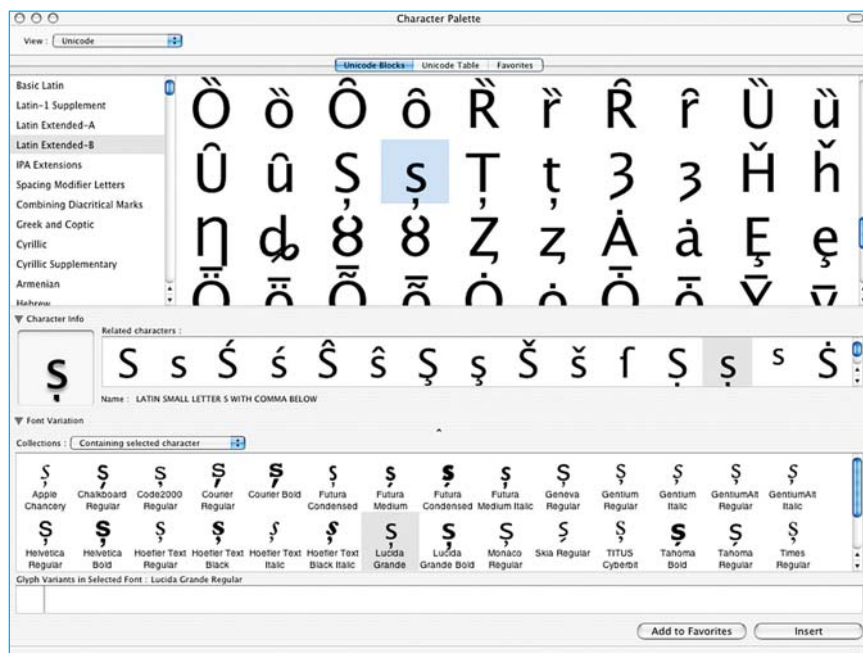 Character Palette
View : Unicode
Unicode Blocks Unicode Table Favorites
Basic Latin
Latin-1 Supplement
Latin Extended-A
Latin Extended-B
IPA Extensions
Spacing Modifier Letters
Combining Diacritical Marks
Greek and Coptic
Cyrillic
Cyrillic Supplementary
Armenian
Hebrew
Ȍ ȍ Ȏ ȏ Ȑ ȑ Ȓ ȓ Ȕ ȕ
Ȗ ȗ Ș ș Ț ț Ȝ ȝ Ȟ ȟ
Ƞ ȡ Ȣ ȣ Ȥ ȥ Ȧ ȧ Ȩ ȩ
Ȫ ȫ Ȭ ȭ Ȯ ȯ Ȱ ȱ Ȳ ȳ
Character Info
Related characters :
ș
S s Ś ś Ŝ ŝ Ş ş Š š ſ Ș ș ˢ Ṡ
Name : LATIN SMALL LETTER S WITH COMMA BELOW
Font Variation
Collections : Containing selected character
ș ș ș ș ș ș ș ș ș ș ș ș ș ș
Apple Chalkboard Code2000 Courier Courier Bold Futura Futura Futura Futura Geneva Gentium Gentium GentiumAlt GentiumAlt
Chancery Regular Regular Regular Condensed Medium Condensed Medium Italic Regular Regular Italic Regular Italic
ș ș ș ș ș ș ș ș ș ș ș ș ș ș
Helvetica Helvetica Hoefler Text Hoefler Text Hoefler Text Hoefler Text Lucida Lucida Monaco Skia Regular TITUS Tahoma Tahoma Times
Regular Bold Regular Black Italic Black Italic Grande Grande Bold Regular Cyberbit Bold Regular Regular
Glyph Variants in Selected Font : Lucida Grande Regular
Add to Favorites Insert